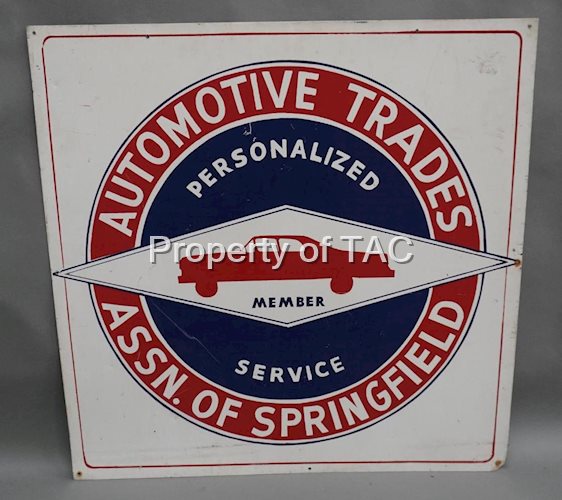 AUTOMOTIVE TRADES
PERSONALIZED
Property of TAC
MEMBER
SERVICE
ASSN. OF SPRINGFIELD